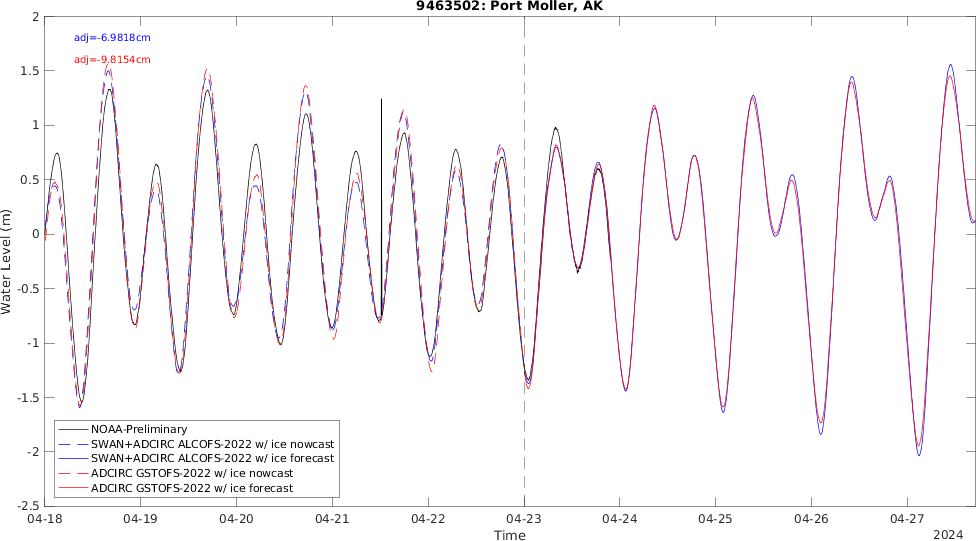 9463502: Port Moller, AK
adj=-6.9818cm
adj=-9.8154cm
Water Level (m)
2
1.5
1
0.5
0
-0.5
-1
-1.5
-2
-2.5
NOAA-Preliminary
SWAN+ADCIRC ALCOFS-2022 w/ ice nowcast
SWAN+ADCIRC ALCOFS-2022 w/ ice forecast
ADCIRC GSTOFS-2022 w/ ice nowcast
ADCIRC GSTOFS-2022 w/ ice forecast
04-18 04-19 04-20 04-21 04-22 04-23 04-24 04-25 04-26 04-27
Time
2024